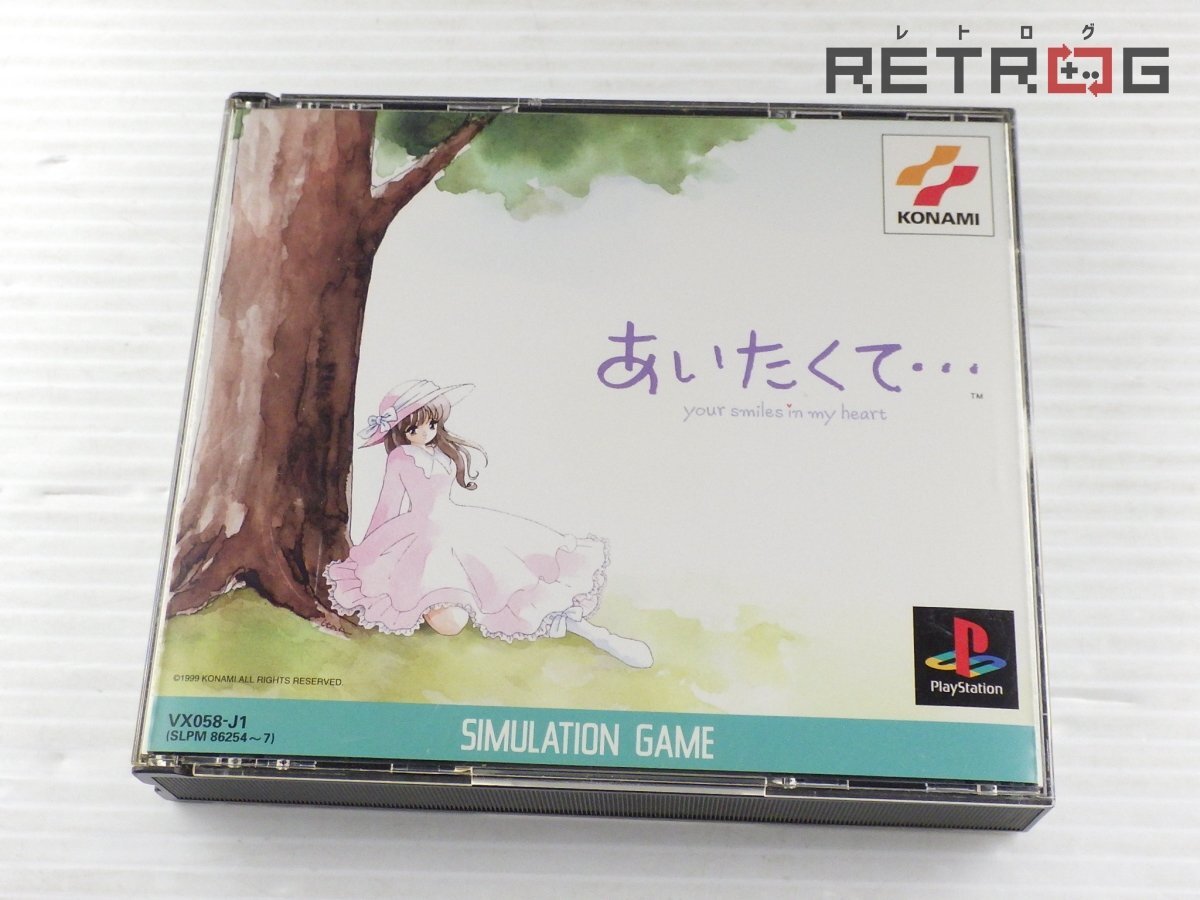 レトログ
RETROG
KONAMI
あいたくて…
TM
your smiles in my heart
PlayStation
©1999 KONAMI ALL RIGHTS RESERVED.
VX058-J1
(SLPM 86254～7)
SIMULATION GAME